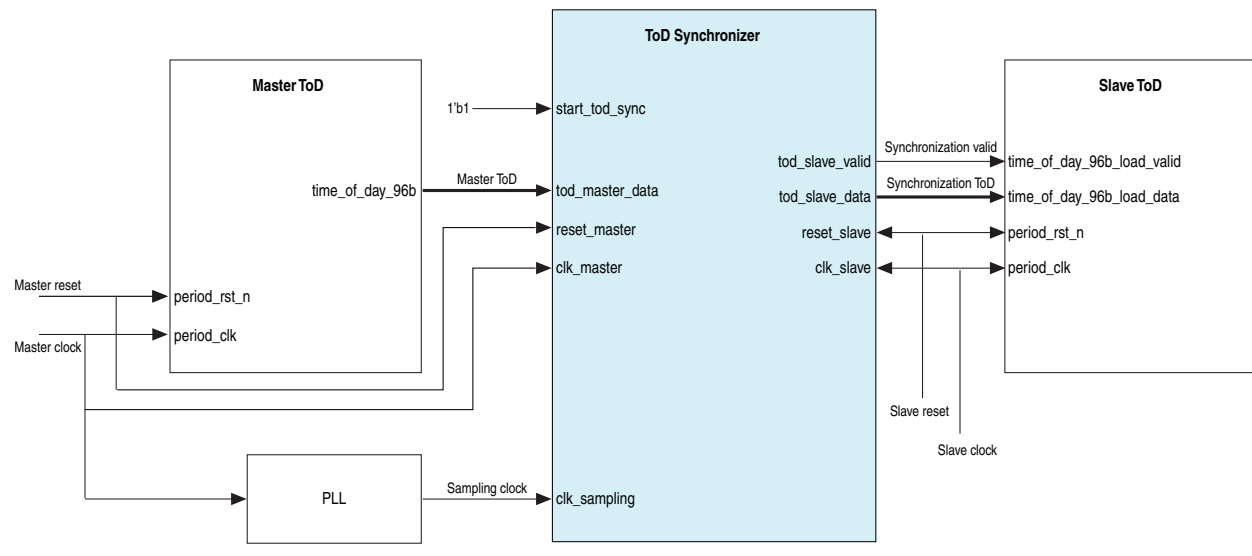 ToD Synchronizer
Master ToD
Slave ToD
1'b1
start_tod_sync
Synchronization valid
tod_slave_valid
time_of_day_96b_load_valid
Master ToD
Synchronization ToD
time_of_day_96b
tod_master_data
tod_slave_data
time_of_day_96b_load_data
reset_master
reset_slave
period_rst_n
clk_master
clk_slave
period_clk
Master reset
period_rst_n
period_clk
Master clock
Slave reset
Slave clock
PLL
Sampling clock
clk_sampling